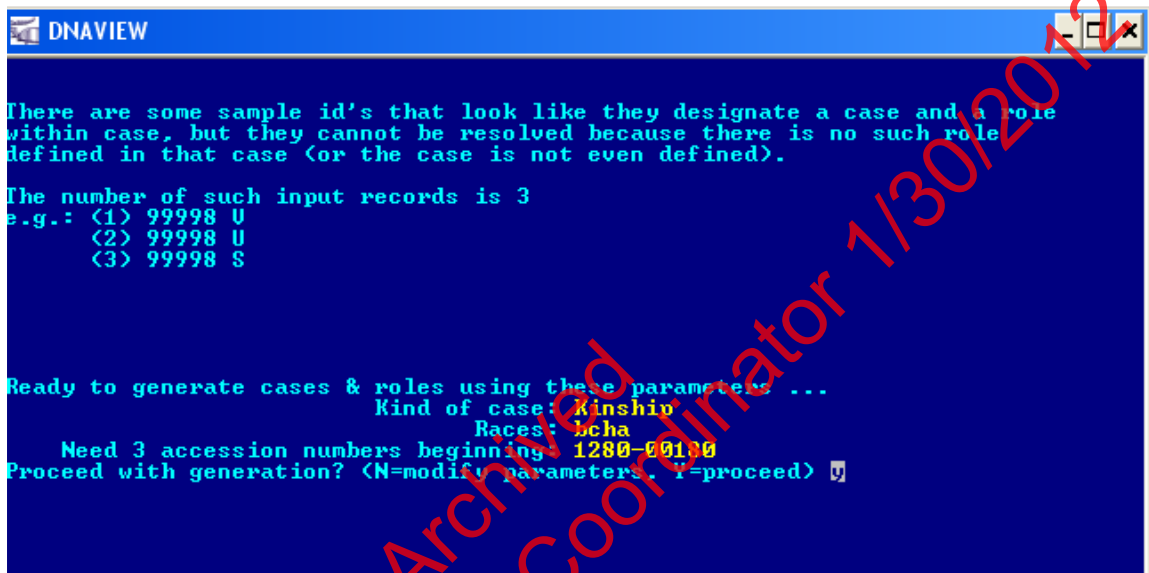 DNAVIEW
There are some sample id's that look like they designate a case and a role
within case, but they cannot be resolved because there is no such role
defined in that case (or the case is not even defined).
The number of such input records is 3
e.g.: (1) 99998 V
(2) 99998 U
(3) 99998 S
Ready to generate cases & roles using these parameters ...
Kind of case: Kinship
Races: bcha
Need 3 accession numbers beginning: 1280-00180
Proceed with generation? (N=modify parameters, Y=proceed) y
Archived
Coordinator 1/30/2012